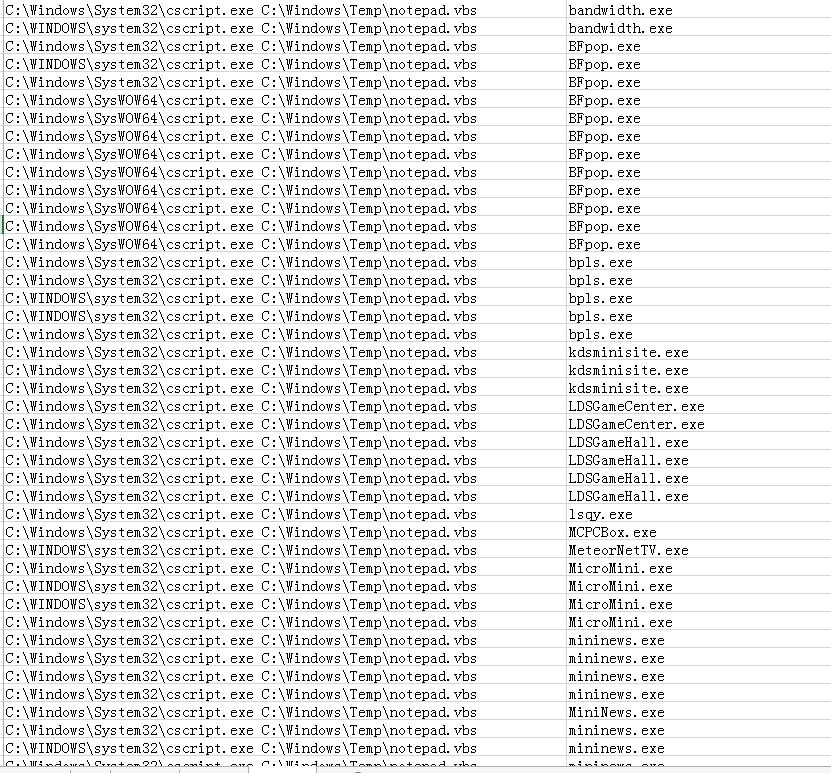 C:\Windows\System32\cscript.exe C:\Windows\Temp\notepad.vbs bandwidth.exe
C:\WINDOWS\system32\cscript.exe C:\Windows\Temp\notepad.vbs bandwidth.exe
C:\Windows\System32\cscript.exe C:\Windows\Temp\notepad.vbs BFpop.exe
C:\WINDOWS\System32\cscript.exe C:\Windows\Temp\notepad.vbs BFpop.exe
C:\Windows\System32\cscript.exe C:\Windows\Temp\notepad.vbs BFpop.exe
C:\Windows\SysWOW64\cscript.exe C:\Windows\Temp\notepad.vbs BFpop.exe
C:\Windows\SysWOW64\cscript.exe C:\Windows\Temp\notepad.vbs BFpop.exe
C:\Windows\SysWOW64\cscript.exe C:\Windows\Temp\notepad.vbs BFpop.exe
C:\Windows\SysWOW64\cscript.exe C:\Windows\Temp\notepad.vbs BFpop.exe
C:\Windows\SysWOW64\cscript.exe C:\Windows\Temp\notepad.vbs BFpop.exe
C:\Windows\SysWOW64\cscript.exe C:\Windows\Temp\notepad.vbs BFpop.exe
C:\Windows\SysWOW64\cscript.exe C:\Windows\Temp\notepad.vbs BFpop.exe
C:\Windows\SysWOW64\cscript.exe C:\Windows\Temp\notepad.vbs BFpop.exe
C:\Windows\SysWOW64\cscript.exe C:\Windows\Temp\notepad.vbs BFpop.exe
C:\Windows\System32\cscript.exe C:\Windows\Temp\notepad.vbs bpls.exe
C:\Windows\System32\cscript.exe C:\Windows\Temp\notepad.vbs bpls.exe
C:\WINDOWS\system32\cscript.exe C:\Windows\Temp\notepad.vbs bpls.exe
C:\WINDOWS\System32\cscript.exe C:\Windows\Temp\notepad.vbs bpls.exe
C:\windows\System32\cscript.exe C:\Windows\Temp\notepad.vbs bpls.exe
C:\Windows\System32\cscript.exe C:\Windows\Temp\notepad.vbs kdsminisite.exe
C:\Windows\System32\cscript.exe C:\Windows\Temp\notepad.vbs kdsminisite.exe
C:\Windows\System32\cscript.exe C:\Windows\Temp\notepad.vbs kdsminisite.exe
C:\Windows\System32\cscript.exe C:\Windows\Temp\notepad.vbs LDSGameCenter.exe
C:\Windows\System32\cscript.exe C:\Windows\Temp\notepad.vbs LDSGameCenter.exe
C:\Windows\System32\cscript.exe C:\Windows\Temp\notepad.vbs LDSGameHall.exe
C:\Windows\System32\cscript.exe C:\Windows\Temp\notepad.vbs LDSGameHall.exe
C:\Windows\System32\cscript.exe C:\Windows\Temp\notepad.vbs LDSGameHall.exe
C:\Windows\System32\cscript.exe C:\Windows\Temp\notepad.vbs LDSGameHall.exe
C:\Windows\System32\cscript.exe C:\Windows\Temp\notepad.vbs lsqy.exe
C:\Windows\System32\cscript.exe C:\Windows\Temp\notepad.vbs MCPCBox.exe
C:\WINDOWS\system32\cscript.exe C:\Windows\Temp\notepad.vbs MeteorNetTV.exe
C:\Windows\System32\cscript.exe C:\Windows\Temp\notepad.vbs MicroMini.exe
C:\WINDOWS\system32\cscript.exe C:\Windows\Temp\notepad.vbs MicroMini.exe
C:\WINDOWS\System32\cscript.exe C:\Windows\Temp\notepad.vbs MicroMini.exe
C:\Windows\System32\cscript.exe C:\Windows\Temp\notepad.vbs MicroMini.exe
C:\Windows\System32\cscript.exe C:\Windows\Temp\notepad.vbs mininews.exe
C:\Windows\System32\cscript.exe C:\Windows\Temp\notepad.vbs mininews.exe
C:\Windows\System32\cscript.exe C:\Windows\Temp\notepad.vbs mininews.exe
C:\Windows\System32\cscript.exe C:\Windows\Temp\notepad.vbs mininews.exe
C:\Windows\System32\cscript.exe C:\Windows\Temp\notepad.vbs MiniNews.exe
C:\Windows\System32\cscript.exe C:\Windows\Temp\notepad.vbs mininews.exe
C:\WINDOWS\system32\cscript.exe C:\Windows\Temp\notepad.vbs mininews.exe